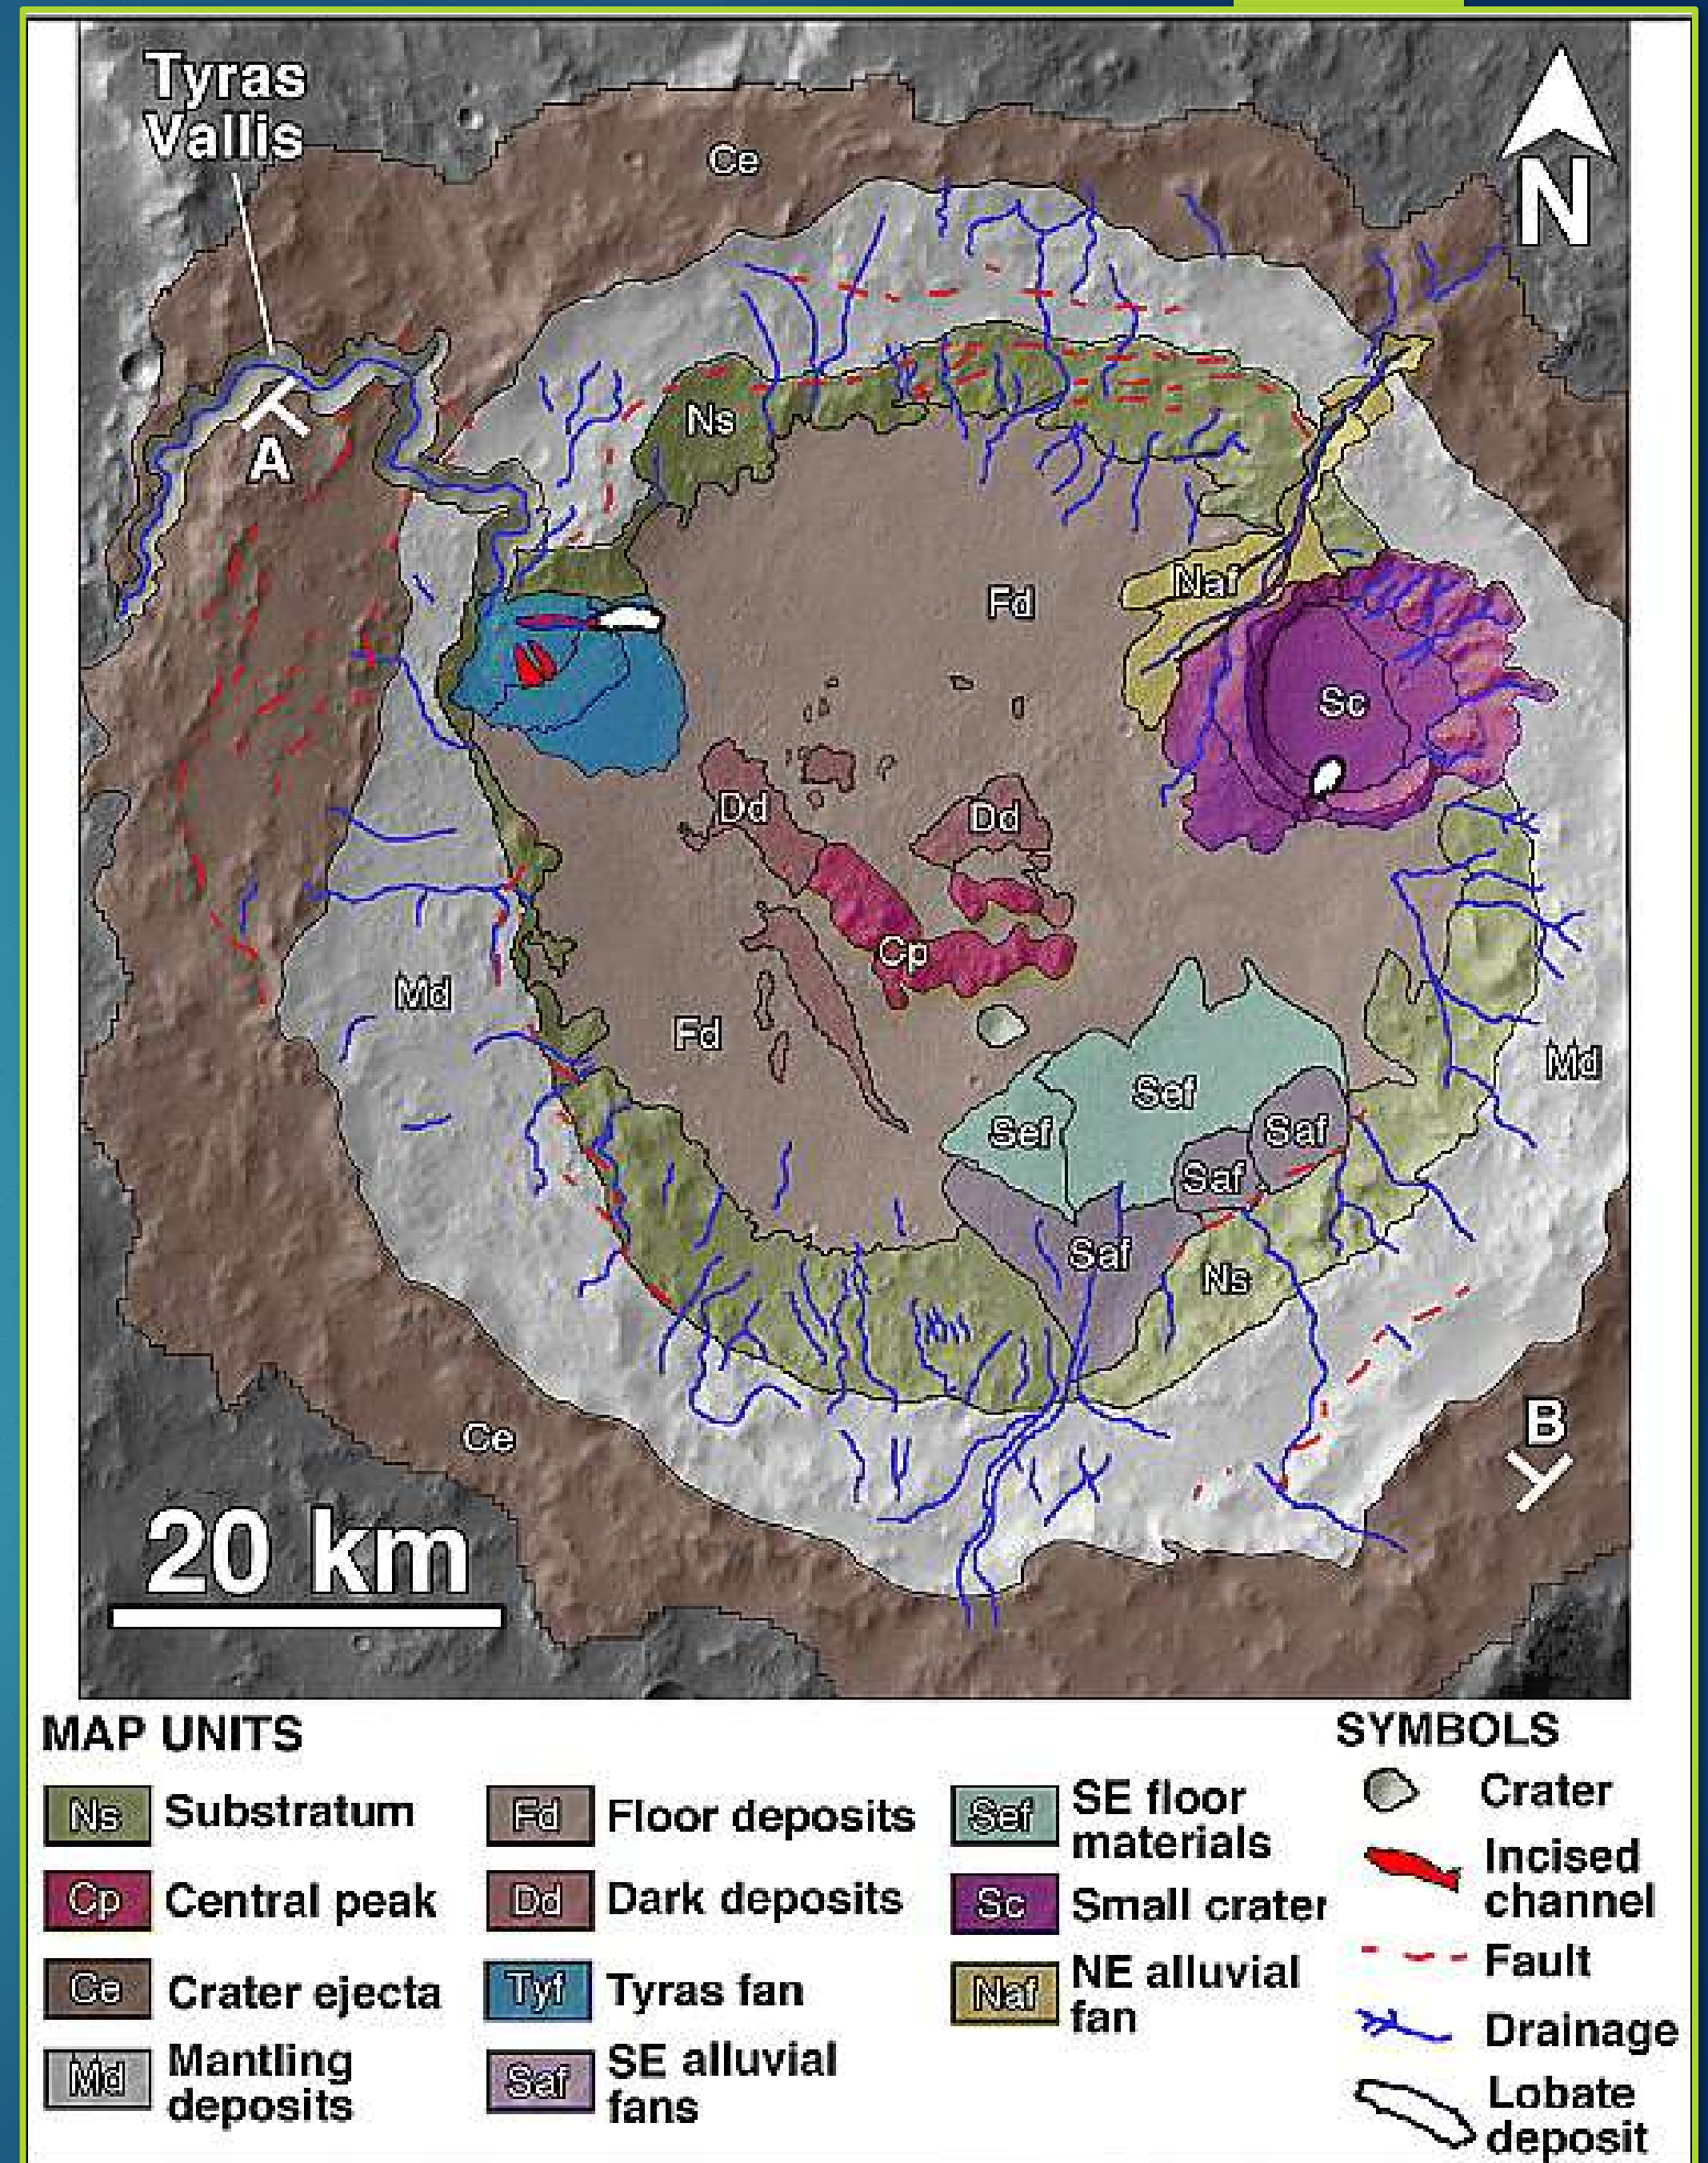 Tyras
Vallis
Ce
N
Ns
A
Fd
Naf
Sc
Dd
Dd
Cp
Md
Fd
Md
Sef
Sef
Saf
Saf
Saf
Ns
B
Ce
20 km
MAP UNITS
SYMBOLS
Ns Substratum
Cp Central peak
Ce Crater ejecta
Md Mantling
deposits
Fd Floor deposits
Dd Dark deposits
Tyf Tyras fan
Saf SE alluvial
fans
Sef SE floor
materials
Sc Small crater
Naf NE alluvial
fan
Crater
Incised
channel
Fault
Drainage
Lobate
deposit